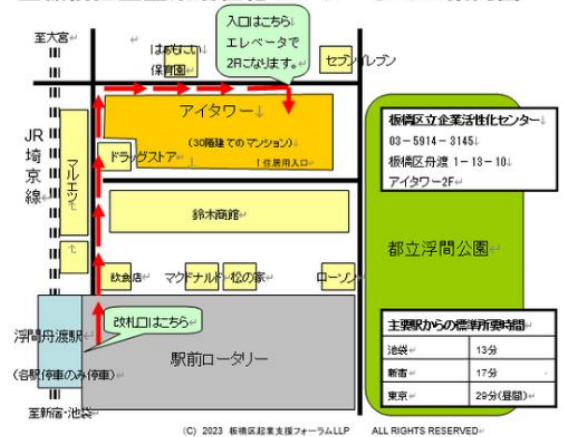 至大宮↵
はぁもにい↓
保育園↵
入口はこちら↓
エレベータで
2Fになります。↵
セブンイレブン
アイタワー↓
(30階建てのマンション)↓
↑住居用入口↵
JR
埼
京
線↵
マルエツ↵
ドラッグストア↵
鈴木商館↵
板橋区立企業活性化センター↓
03-5914-3145↓
板橋区舟渡 1-13-10↓
アイタワー2F↵
都立浮間公園↵
飲食店↵
マクドナルド↵
松の家↵
ローソン↵
浮間舟渡駅↵
(各駅停車のみ停車)↵
改札口はこちら↵
駅前ロータリー↵
主要駅からの標準所要時間↵
池袋↵ 13分
新宿↵ 17分
東京↵ 29分(昼間)↵
至新宿・池袋↵
(C) 2023 板橋区起業支援フォーラムLLP ALL RIGHTS RESERVED↵